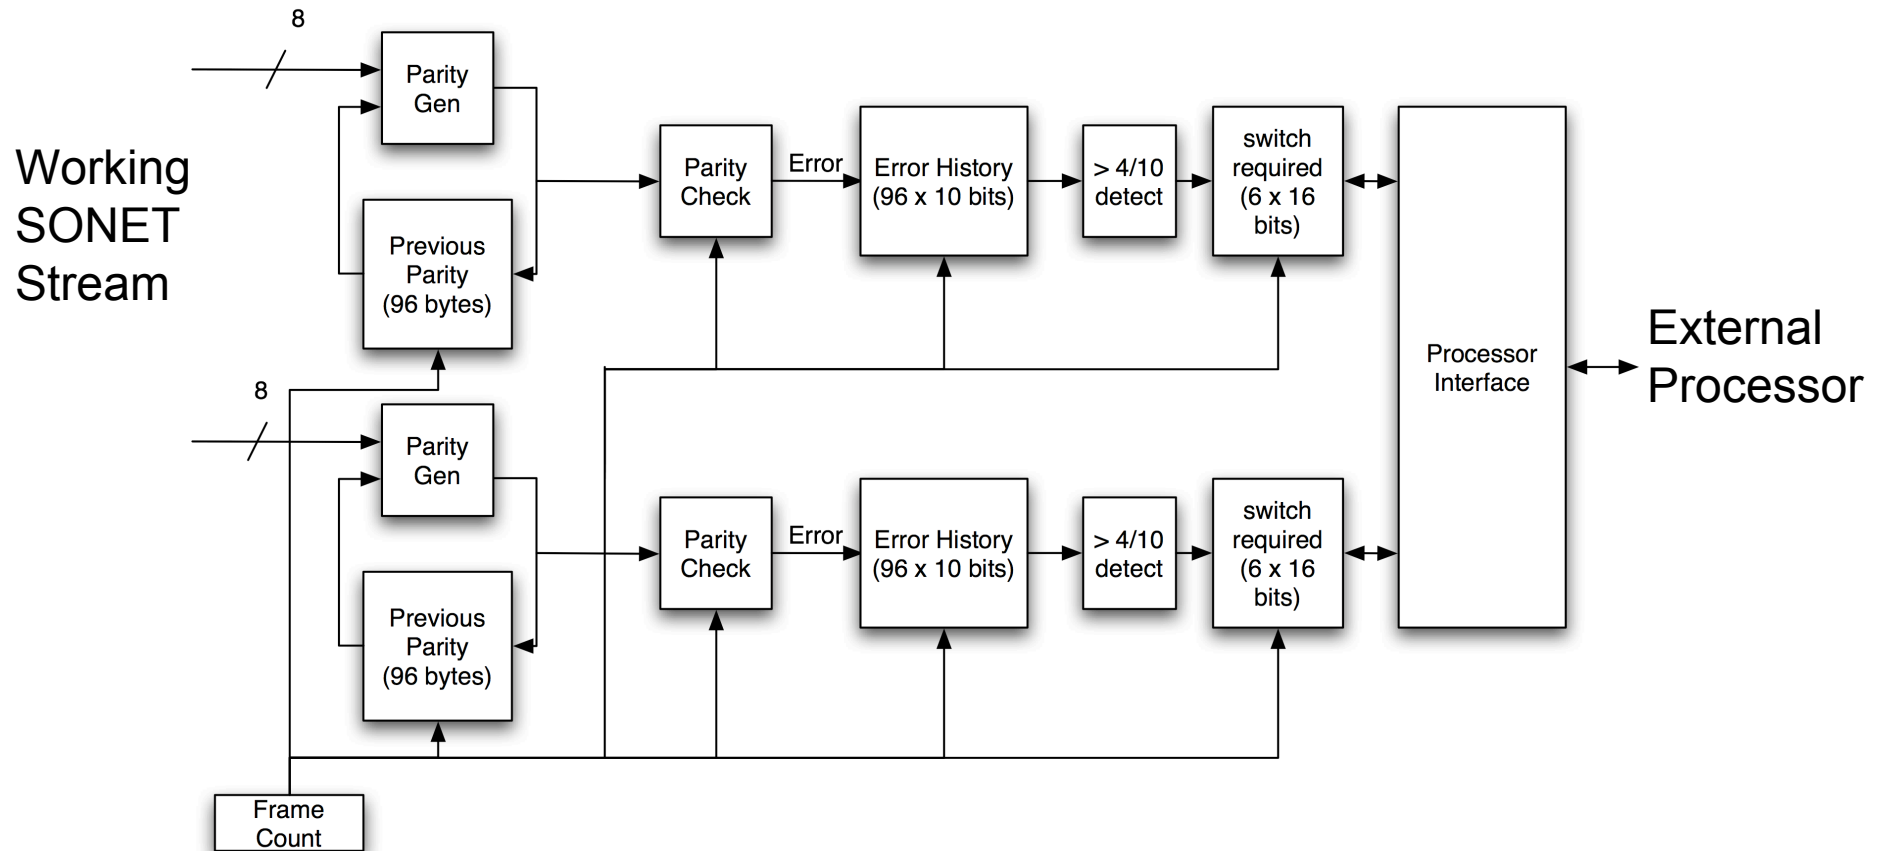 8
Parity
Gen
Working
SONET
Stream
Previous
Parity
(96 bytes)
Parity
Check
Error
Error History
(96 x 10 bits)
> 4/10
detect
switch
required
(6 x 16
bits)
Processor
Interface
External
Processor
8
Parity
Gen
Previous
Parity
(96 bytes)
Parity
Check
Error
Error History
(96 x 10 bits)
> 4/10
detect
switch
required
(6 x 16
bits)
Frame
Count